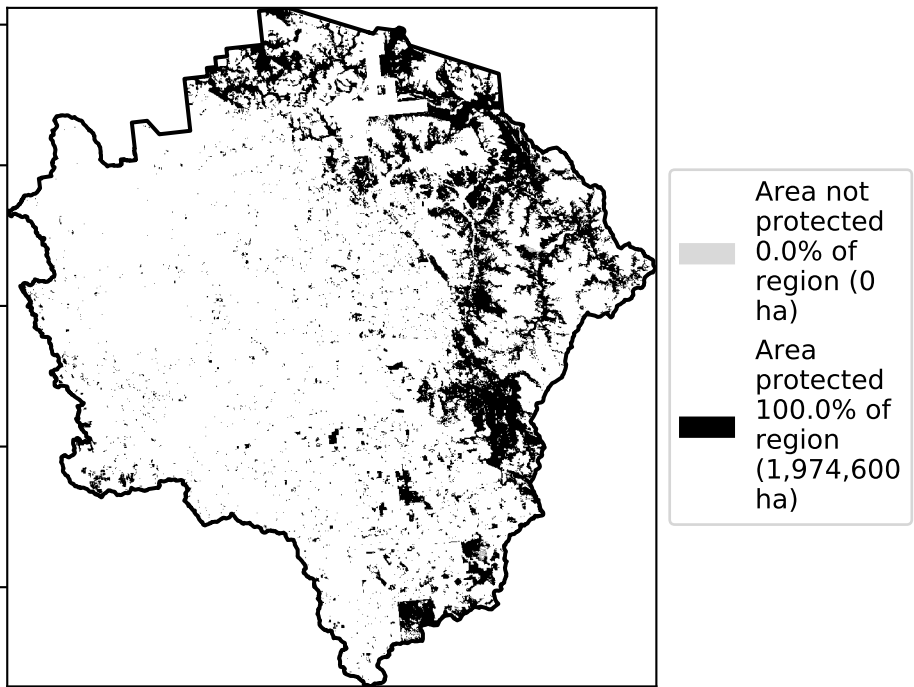 Area not
protected
0.0% of
region (0
ha)
Area
protected
100.0% of
region
(1,974,600
ha)